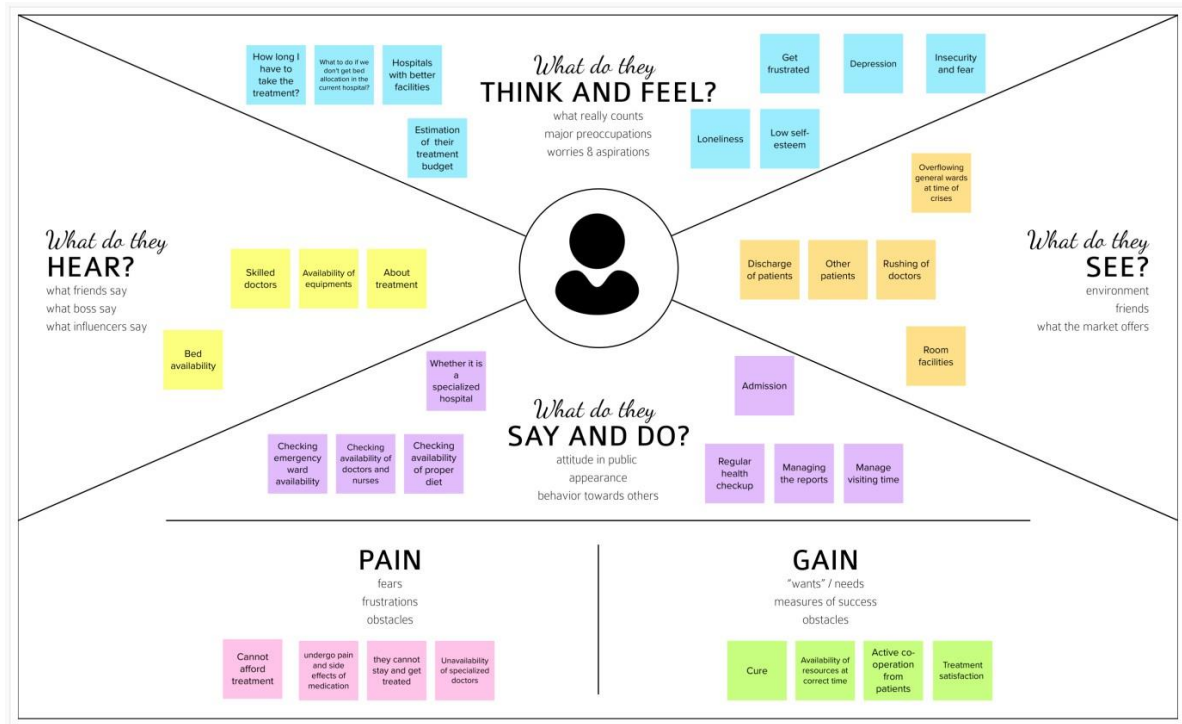 What do they
THINK AND FEEL?
what really counts
major preoccupations
worries & aspirations
How long I
have to
take the
treatment?
What to do if we
don't get bed
allocation in the
current hospital?
Hospitals
with better
facilities
Estimation
of their
treatment
budget
Get
frustrated
Depression
Insecurity
and fear
Loneliness
Low self-
esteem
What do they
HEAR?
what friends say
what boss say
what influencers say
Skilled
doctors
Availability of
equipments
About
treatment
Bed
availability
What do they
SEE?
environment
friends
what the market offers
Overflowing
general wards
at time of
crises
Discharge
of patients
Other
patients
Rushing of
doctors
Room
facilities
What do they
SAY AND DO?
attitude in public
appearance
behavior towards others
Whether it is
a
specialized
hospital
Checking
emergency
ward
availability
Checking
availability of
doctors and
nurses
Checking
availability
of proper
diet
Admission
Regular
health
checkup
Managing
the reports
Manage
visiting time
PAIN
fears
frustrations
obstacles
Cannot
afford
treatment
undergo pain
and side
effects of
medication
they cannot
stay and get
treated
Unavailability
of specialized
doctors
GAIN
"wants" / needs
measures of success
obstacles
Cure
Availability of
resources at
correct time
Active co-
operation
from
patients
Treatment
satisfaction